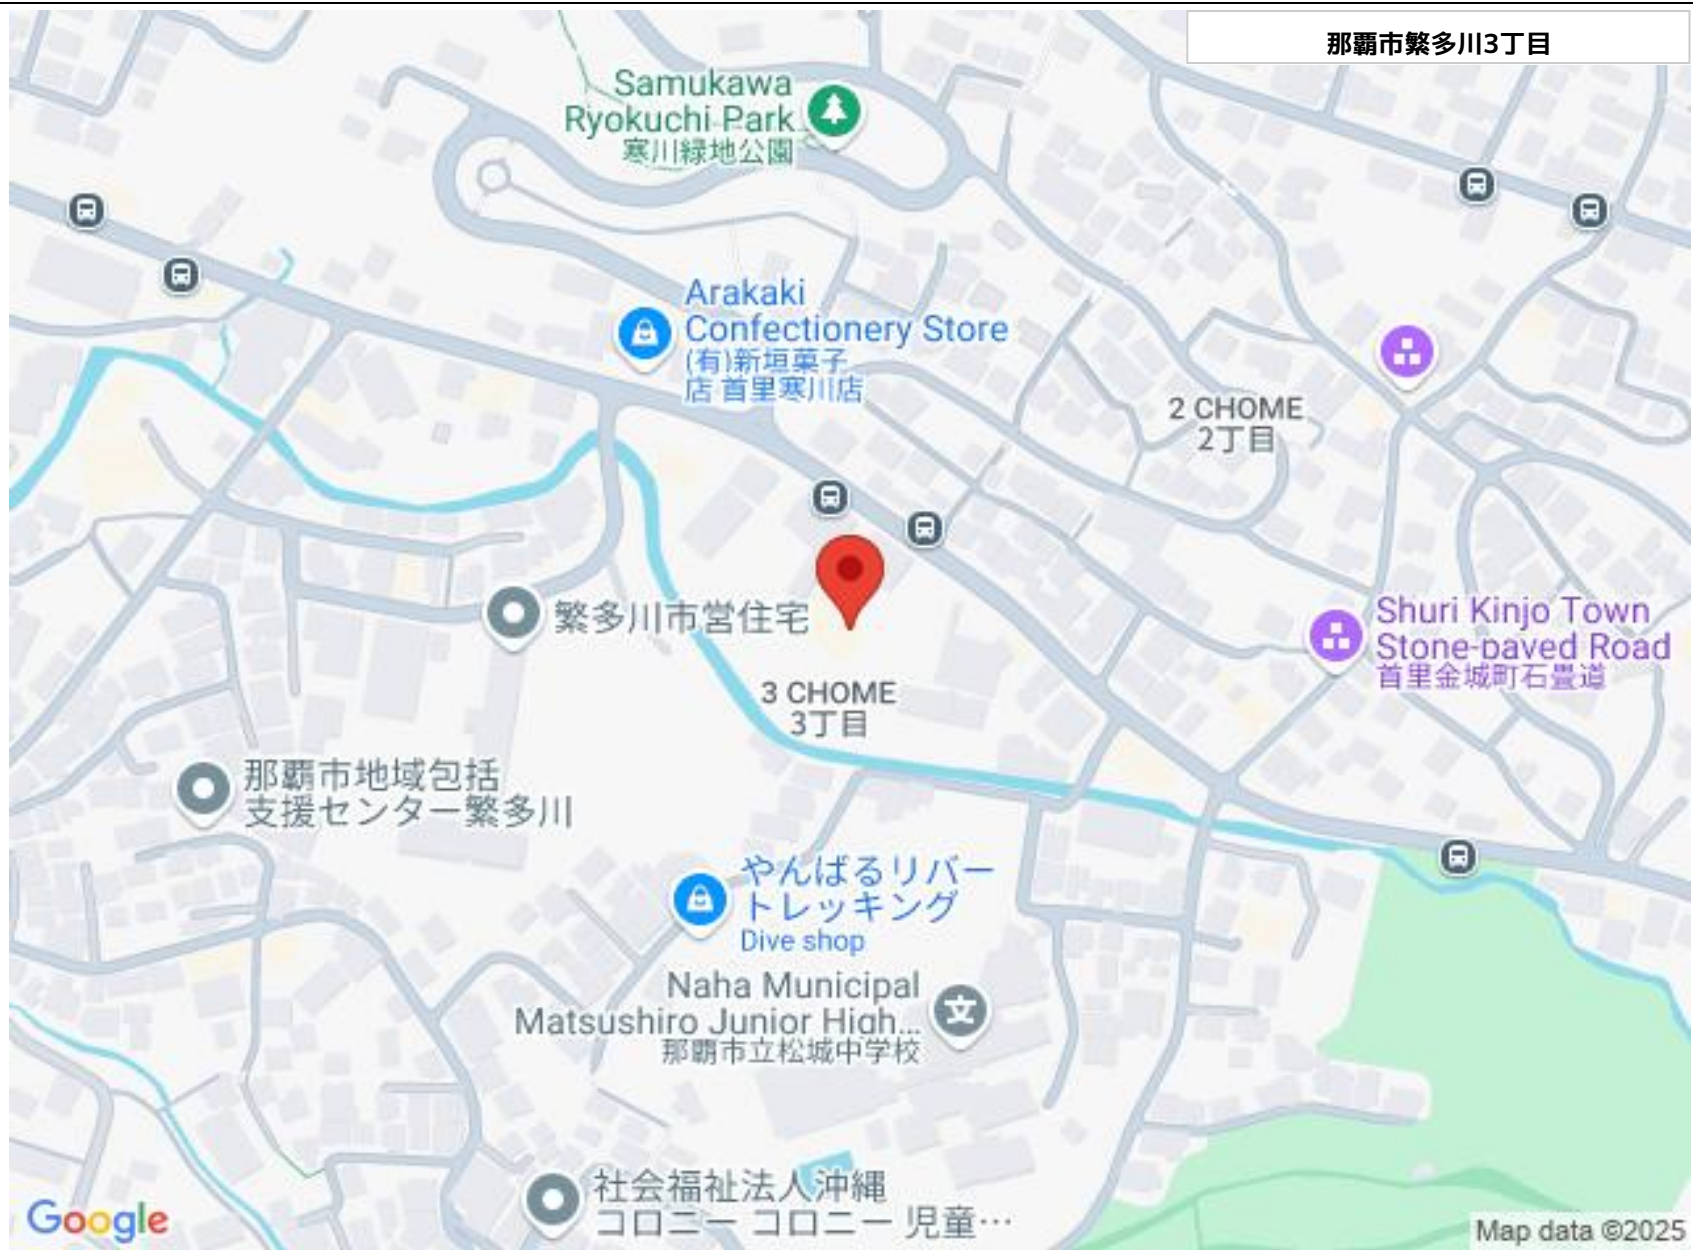 那覇市繁多川3丁目
Samukawa
Ryokuchi Park
寒川緑地公園
Arakaki
Confectionery Store
(有)新垣菓子
店 首里寒川店
2 CHOME
2丁目
繁多川市営住宅
Shuri Kinjo Town
Stone-paved Road
首里金城町石畳道
3 CHOME
3丁目
那覇市地域包括
支援センター繁多川
やんばるリバー
トレッキング
Dive shop
Naha Municipal
Matsushiro Junior High...
那覇市立松城中学校
文
社会福祉法人沖縄
コロニー コロニー 児童…
Google
Map data ©2025